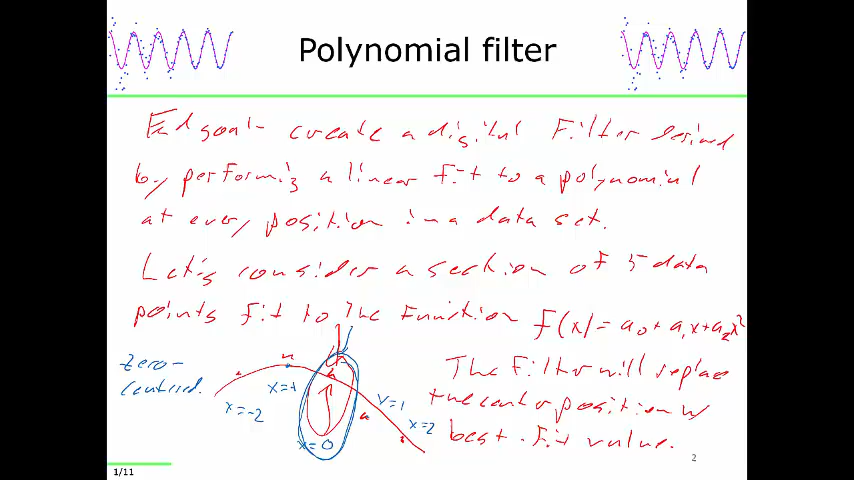 Polynomial filter
End goal - create a digital Filter desired
by performing a linear fit to a polynomial
at every position in a data set.
Let's consider a section of 5 data
points fit to the Function f(x) = a₀ + a₁x + a₂x²
The Filter will replace
the center position w/
best-fit value.
zero-
centered.
x=-2
x=-1
x=0
x=1
x=2
2
1/11